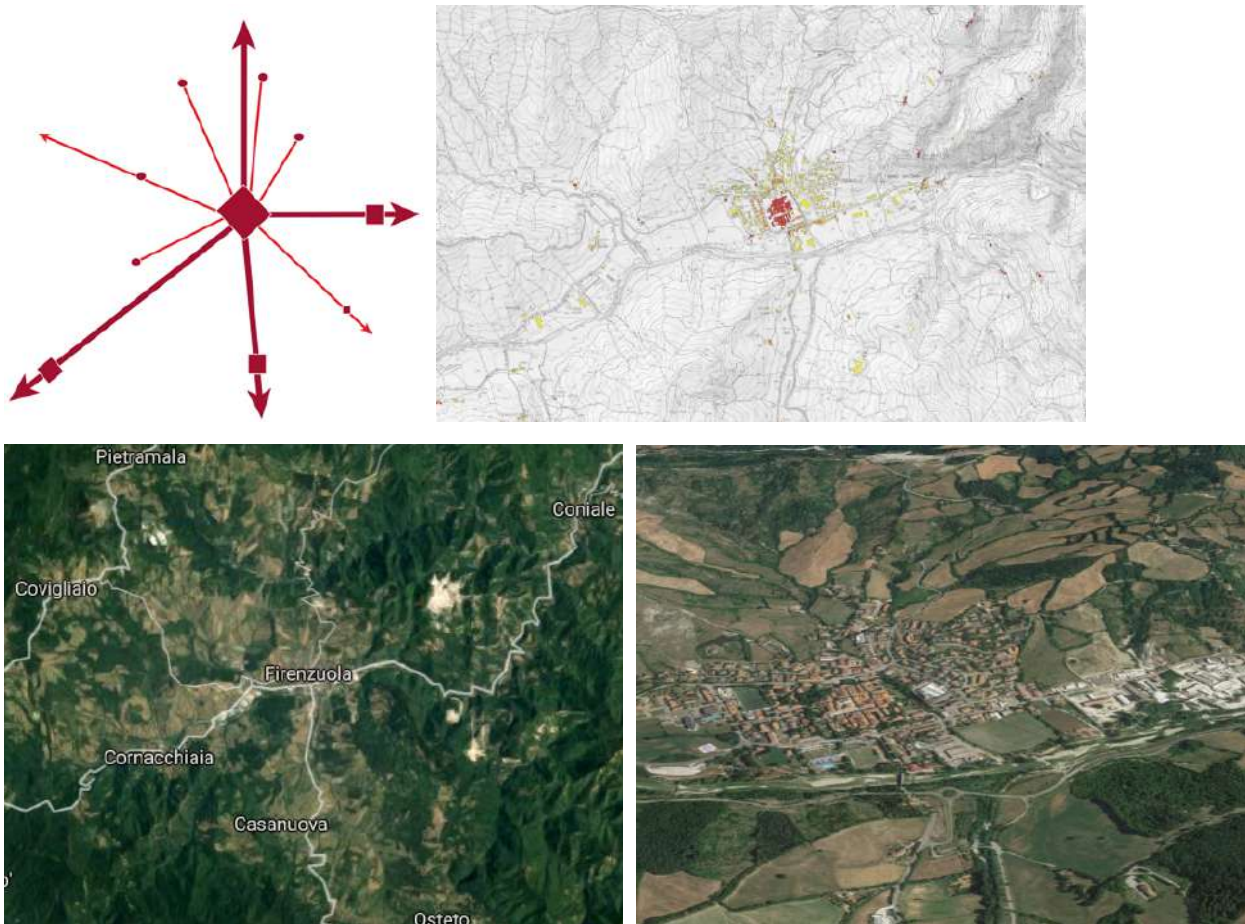 Pietramala
Coniale
Covigliaio
Firenzuola
Cornacchiaia
Casanuova
Osteto